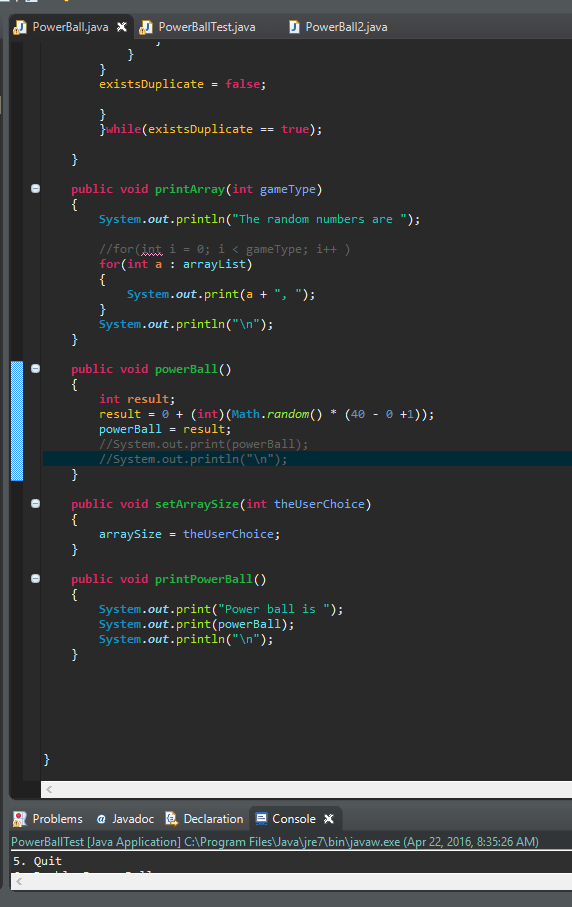 PowerBall.java PowerBallTest.java PowerBall2.java
}
}
}
existsDuplicate = false;
}
}while(existsDuplicate == true);
}
public void printArray(int gameType)
{
System.out.println("The random numbers are ");
//for(int i = 0; i < gameType; i++ )
for(int a : arrayList)
{
System.out.print(a + ", ");
}
System.out.println("\n");
}
public void powerBall()
{
int result;
result = 0 + (int)(Math.random() * (40 - 0 +1));
powerBall = result;
//System.out.print(powerBall);
//System.out.println("\n");
}
public void setArraySize(int theUserChoice)
{
arraySize = theUserChoice;
}
public void printPowerBall()
{
System.out.print("Power ball is ");
System.out.print(powerBall);
System.out.println("\n");
}
}
Problems @ Javadoc Declaration Console
PowerBallTest [Java Application] C:\Program Files\Java\jre7\bin\javaw.exe (Apr 22, 2016, 8:35:26 AM)
5. Quit